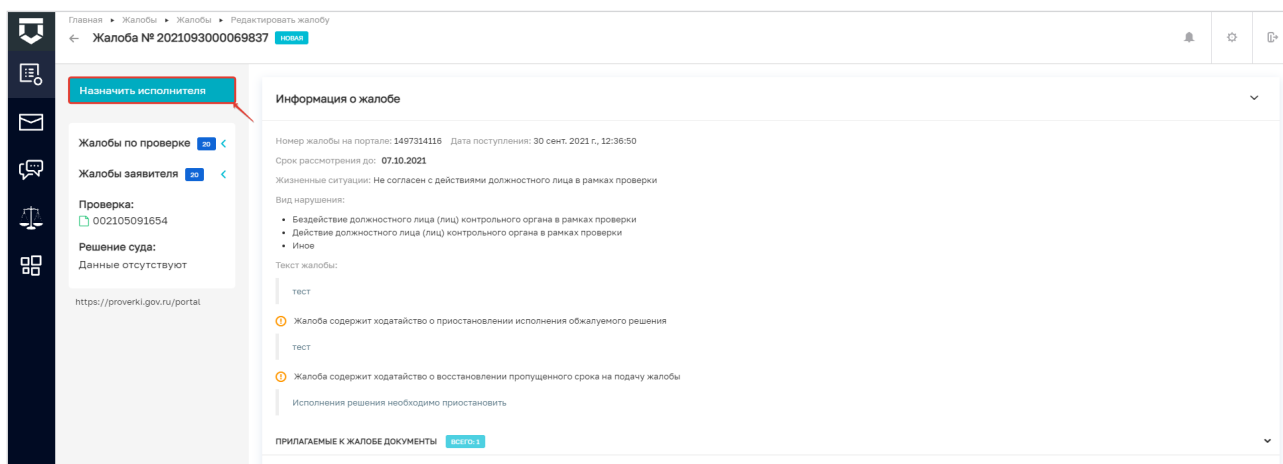 Главная ▸ Жалобы ▸ Жалобы ▸ Редактировать жалобу
← Жалоба № 2021093000069837 НОВАЯ
Назначить исполнителя
Жалобы по проверке 20
Жалобы заявителя 20
Проверка:
002105091654
Решение суда:
Данные отсутствуют
https://proverki.gov.ru/portal
Информация о жалобе
Номер жалобы на портале: 1497314116 Дата поступления: 30 сент. 2021 г., 12:36:50
Срок рассмотрения до: 07.10.2021
Жизненные ситуации: Не согласен с действиями должностного лица в рамках проверки
Вид нарушения:
• Бездействие должностного лица (лиц) контрольного органа в рамках проверки
• Действие должностного лица (лиц) контрольного органа в рамках проверки
• Иное
Текст жалобы:
тест
Жалоба содержит ходатайство о приостановлении исполнения обжалуемого решения
тест
Жалоба содержит ходатайство о восстановлении пропущенного срока на подачу жалобы
Исполнения решения необходимо приостановить
ПРИЛАГАЕМЫЕ К ЖАЛОБЕ ДОКУМЕНТЫ ВСЕГО: 1